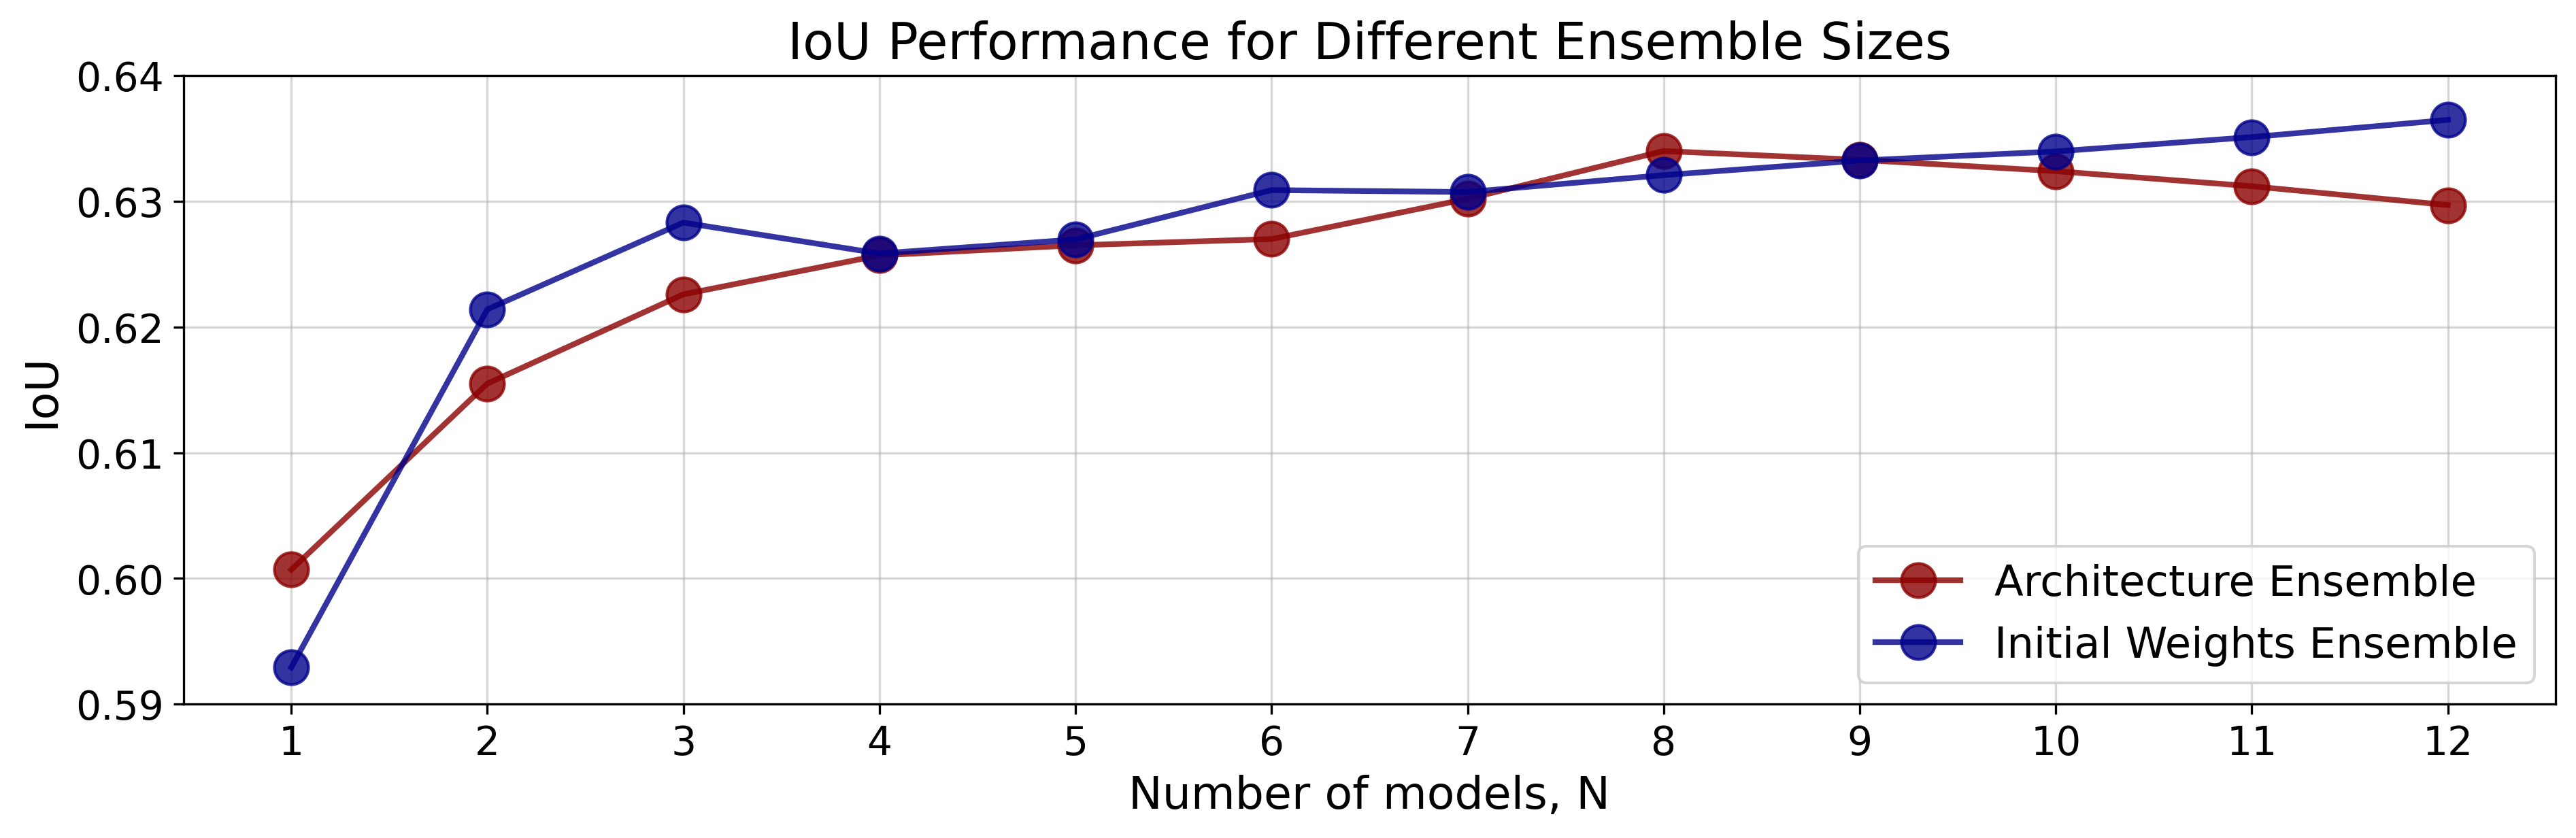 IoU Performance for Different Ensemble Sizes
0.64
0.63
0.62
0.61
0.60
0.59
IoU
1 2 3 4 5 6 7 8 9 10 11 12
Number of models, N
Architecture Ensemble
Initial Weights Ensemble